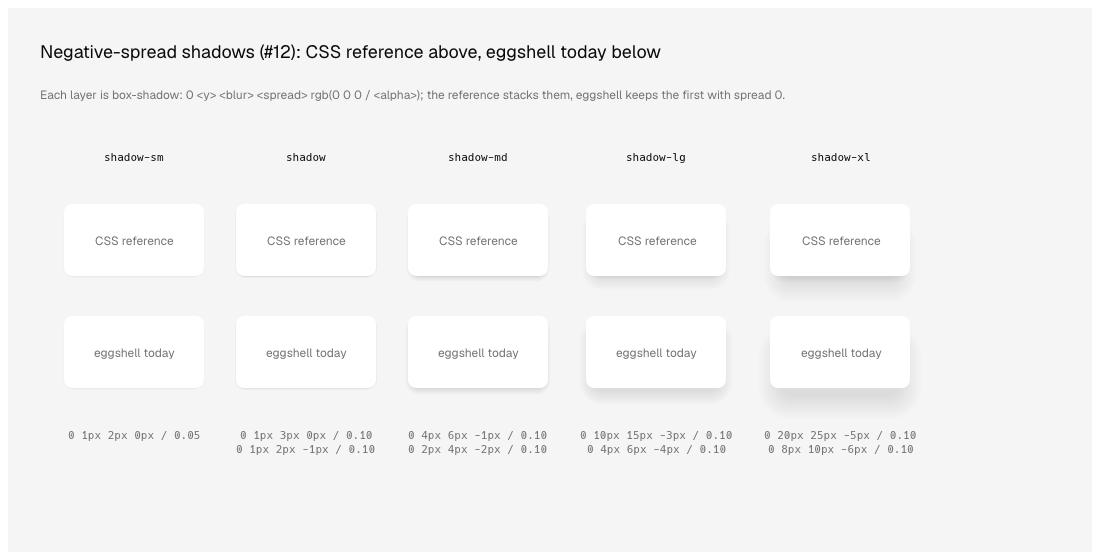 Negative-spread shadows (#12): CSS reference above, eggshell today below
Each layer is box-shadow: 0 <y> <blur> <spread> rgb(0 0 0 / <alpha>); the reference stacks them, eggshell keeps the first with spread 0.
shadow-sm shadow shadow-md shadow-lg shadow-xl
CSS reference CSS reference CSS reference CSS reference CSS reference
eggshell today eggshell today eggshell today eggshell today eggshell today
0 1px 2px 0px / 0.05 0 1px 3px 0px / 0.10 0 4px 6px -1px / 0.10 0 10px 15px -3px / 0.10 0 20px 25px -5px / 0.10
0 1px 2px -1px / 0.10 0 2px 4px -2px / 0.10 0 4px 6px -4px / 0.10 0 8px 10px -6px / 0.10